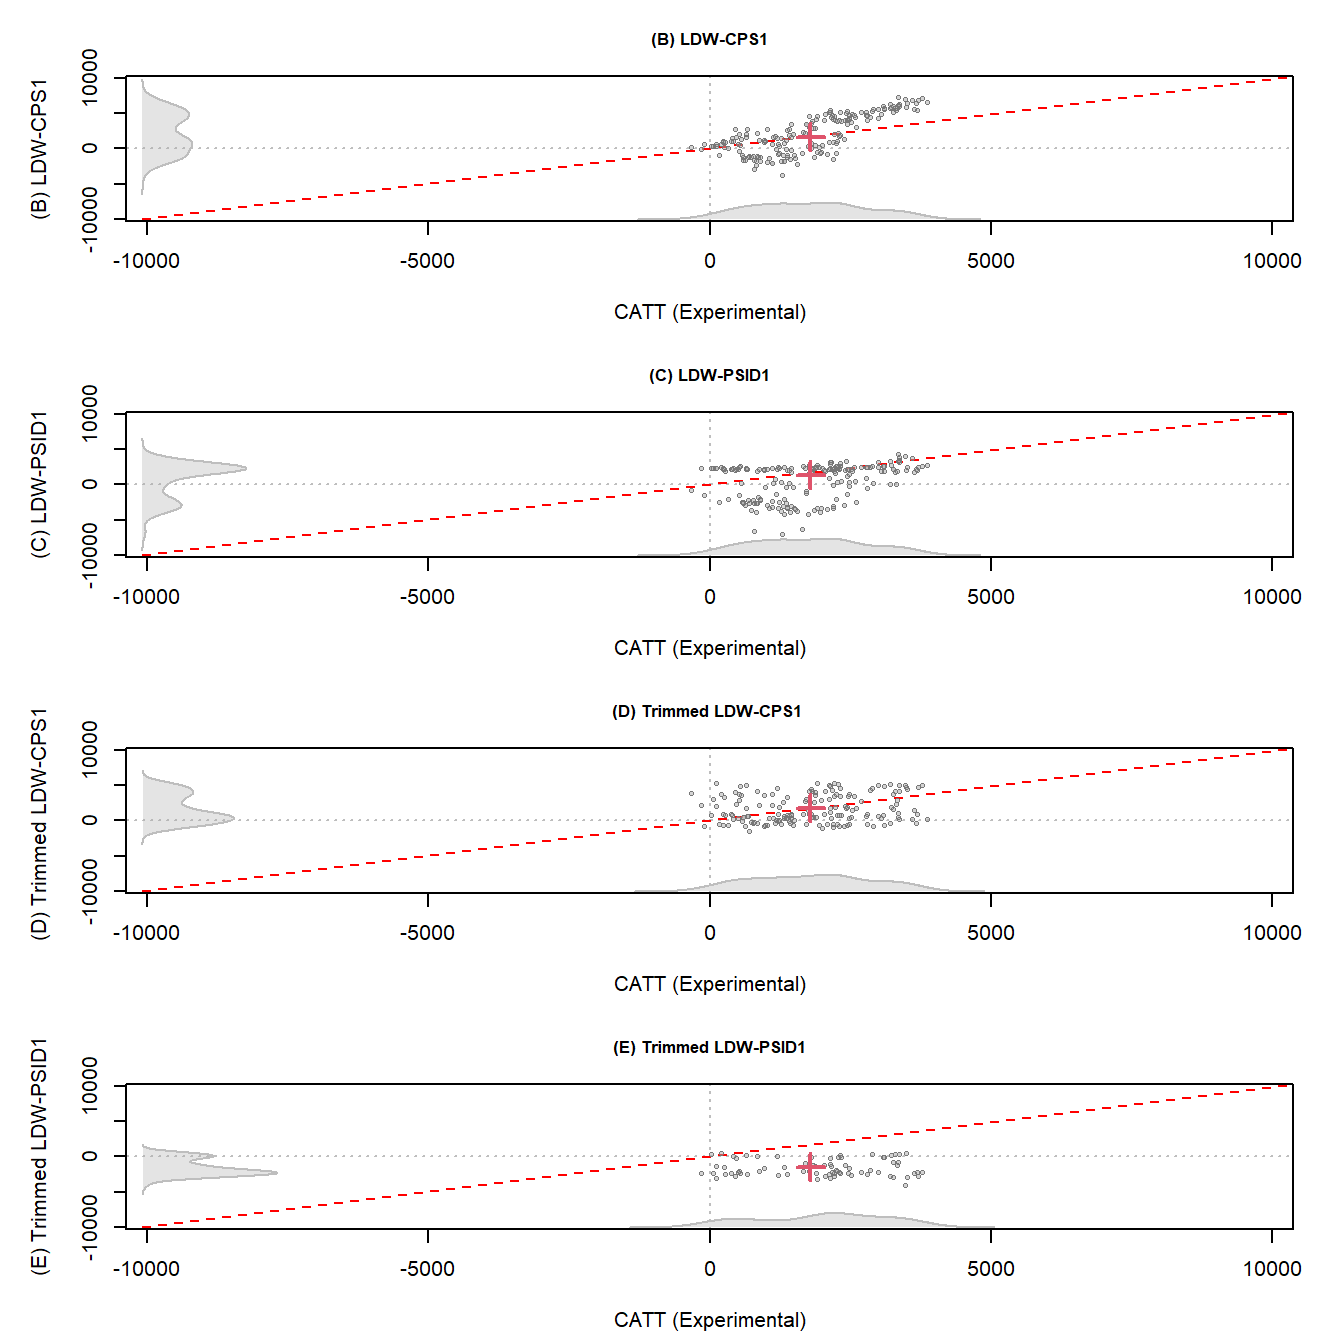 (B) LDW-CPS1
(B) LDW-CPS1
10000
0
-10000
-10000 -5000 0 5000 10000
CATT (Experimental)
(C) LDW-PSID1
(C) LDW-PSID1
10000
0
-10000
-10000 -5000 0 5000 10000
CATT (Experimental)
(D) Trimmed LDW-CPS1
(D) Trimmed LDW-CPS1
10000
0
-10000
-10000 -5000 0 5000 10000
CATT (Experimental)
(E) Trimmed LDW-PSID1
(E) Trimmed LDW-PSID1
10000
0
-10000
-10000 -5000 0 5000 10000
CATT (Experimental)